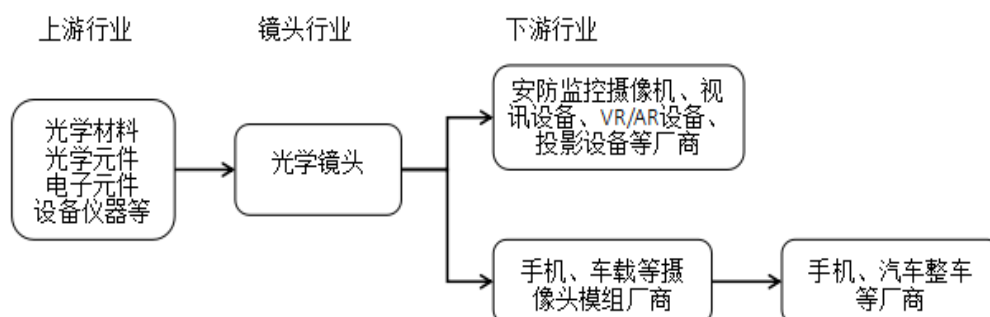 上游行业
镜头行业
下游行业
光学材料
光学元件
电子元件
设备仪器等
光学镜头
安防监控摄像机、视
讯设备、VR/AR设备、
投影设备等厂商
手机、车载等摄
像头模组厂商
手机、汽车整车
等厂商